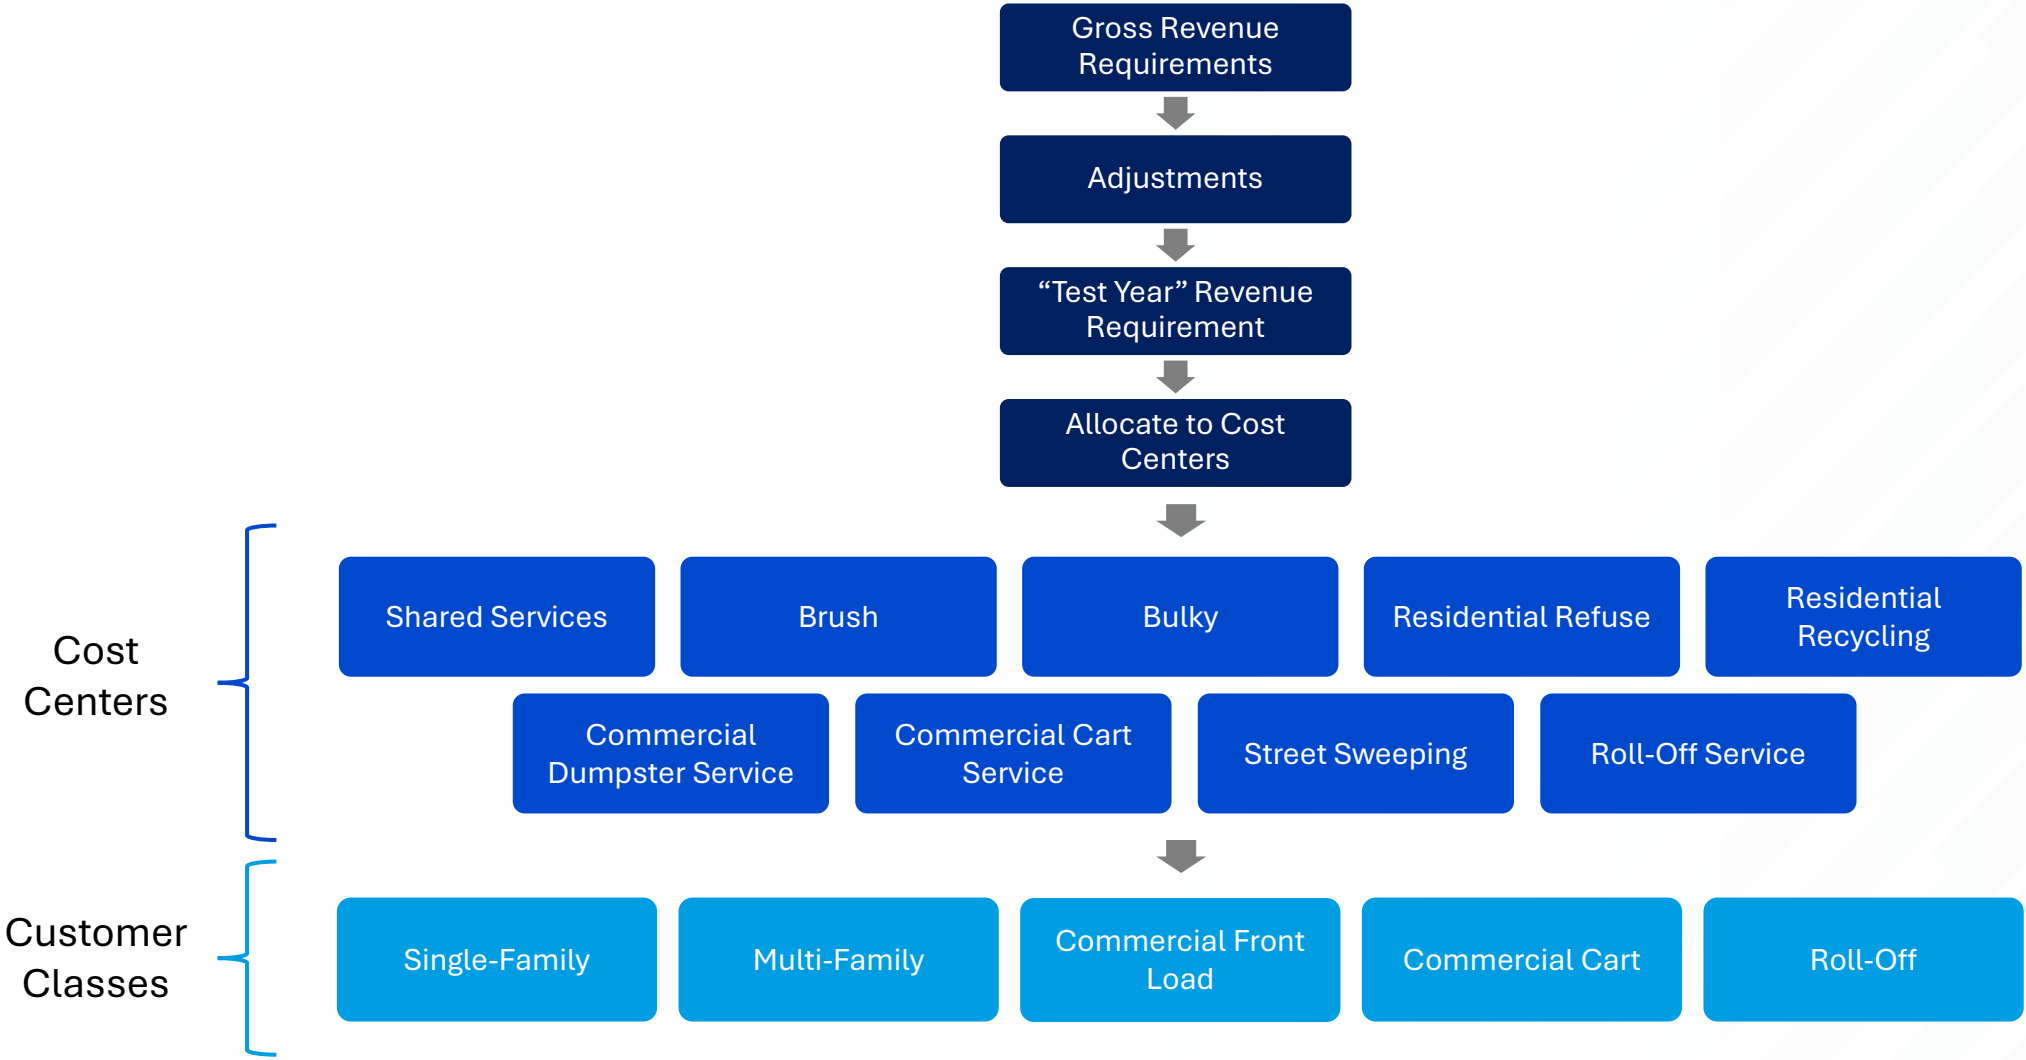 Gross Revenue
Requirements
Adjustments
“Test Year” Revenue
Requirement
Allocate to Cost
Centers
Cost
Centers
Shared Services
Brush
Bulky
Residential Refuse
Residential
Recycling
Commercial
Dumpster Service
Commercial Cart
Service
Street Sweeping
Roll-Off Service
Customer
Classes
Single-Family
Multi-Family
Commercial Front
Load
Commercial Cart
Roll-Off